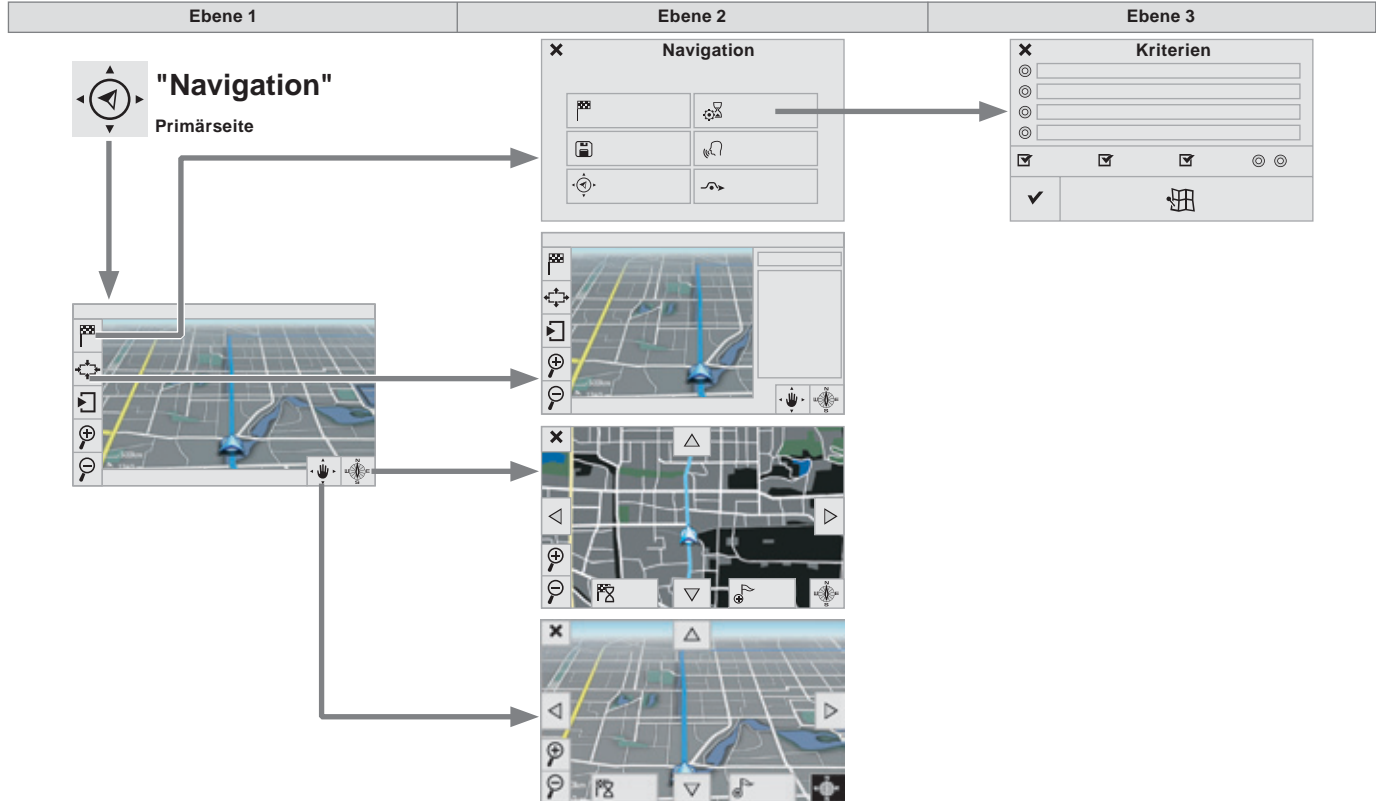 Ebene 1
Ebene 2
Ebene 3
"Navigation"
Primärseite
Navigation
Kriterien